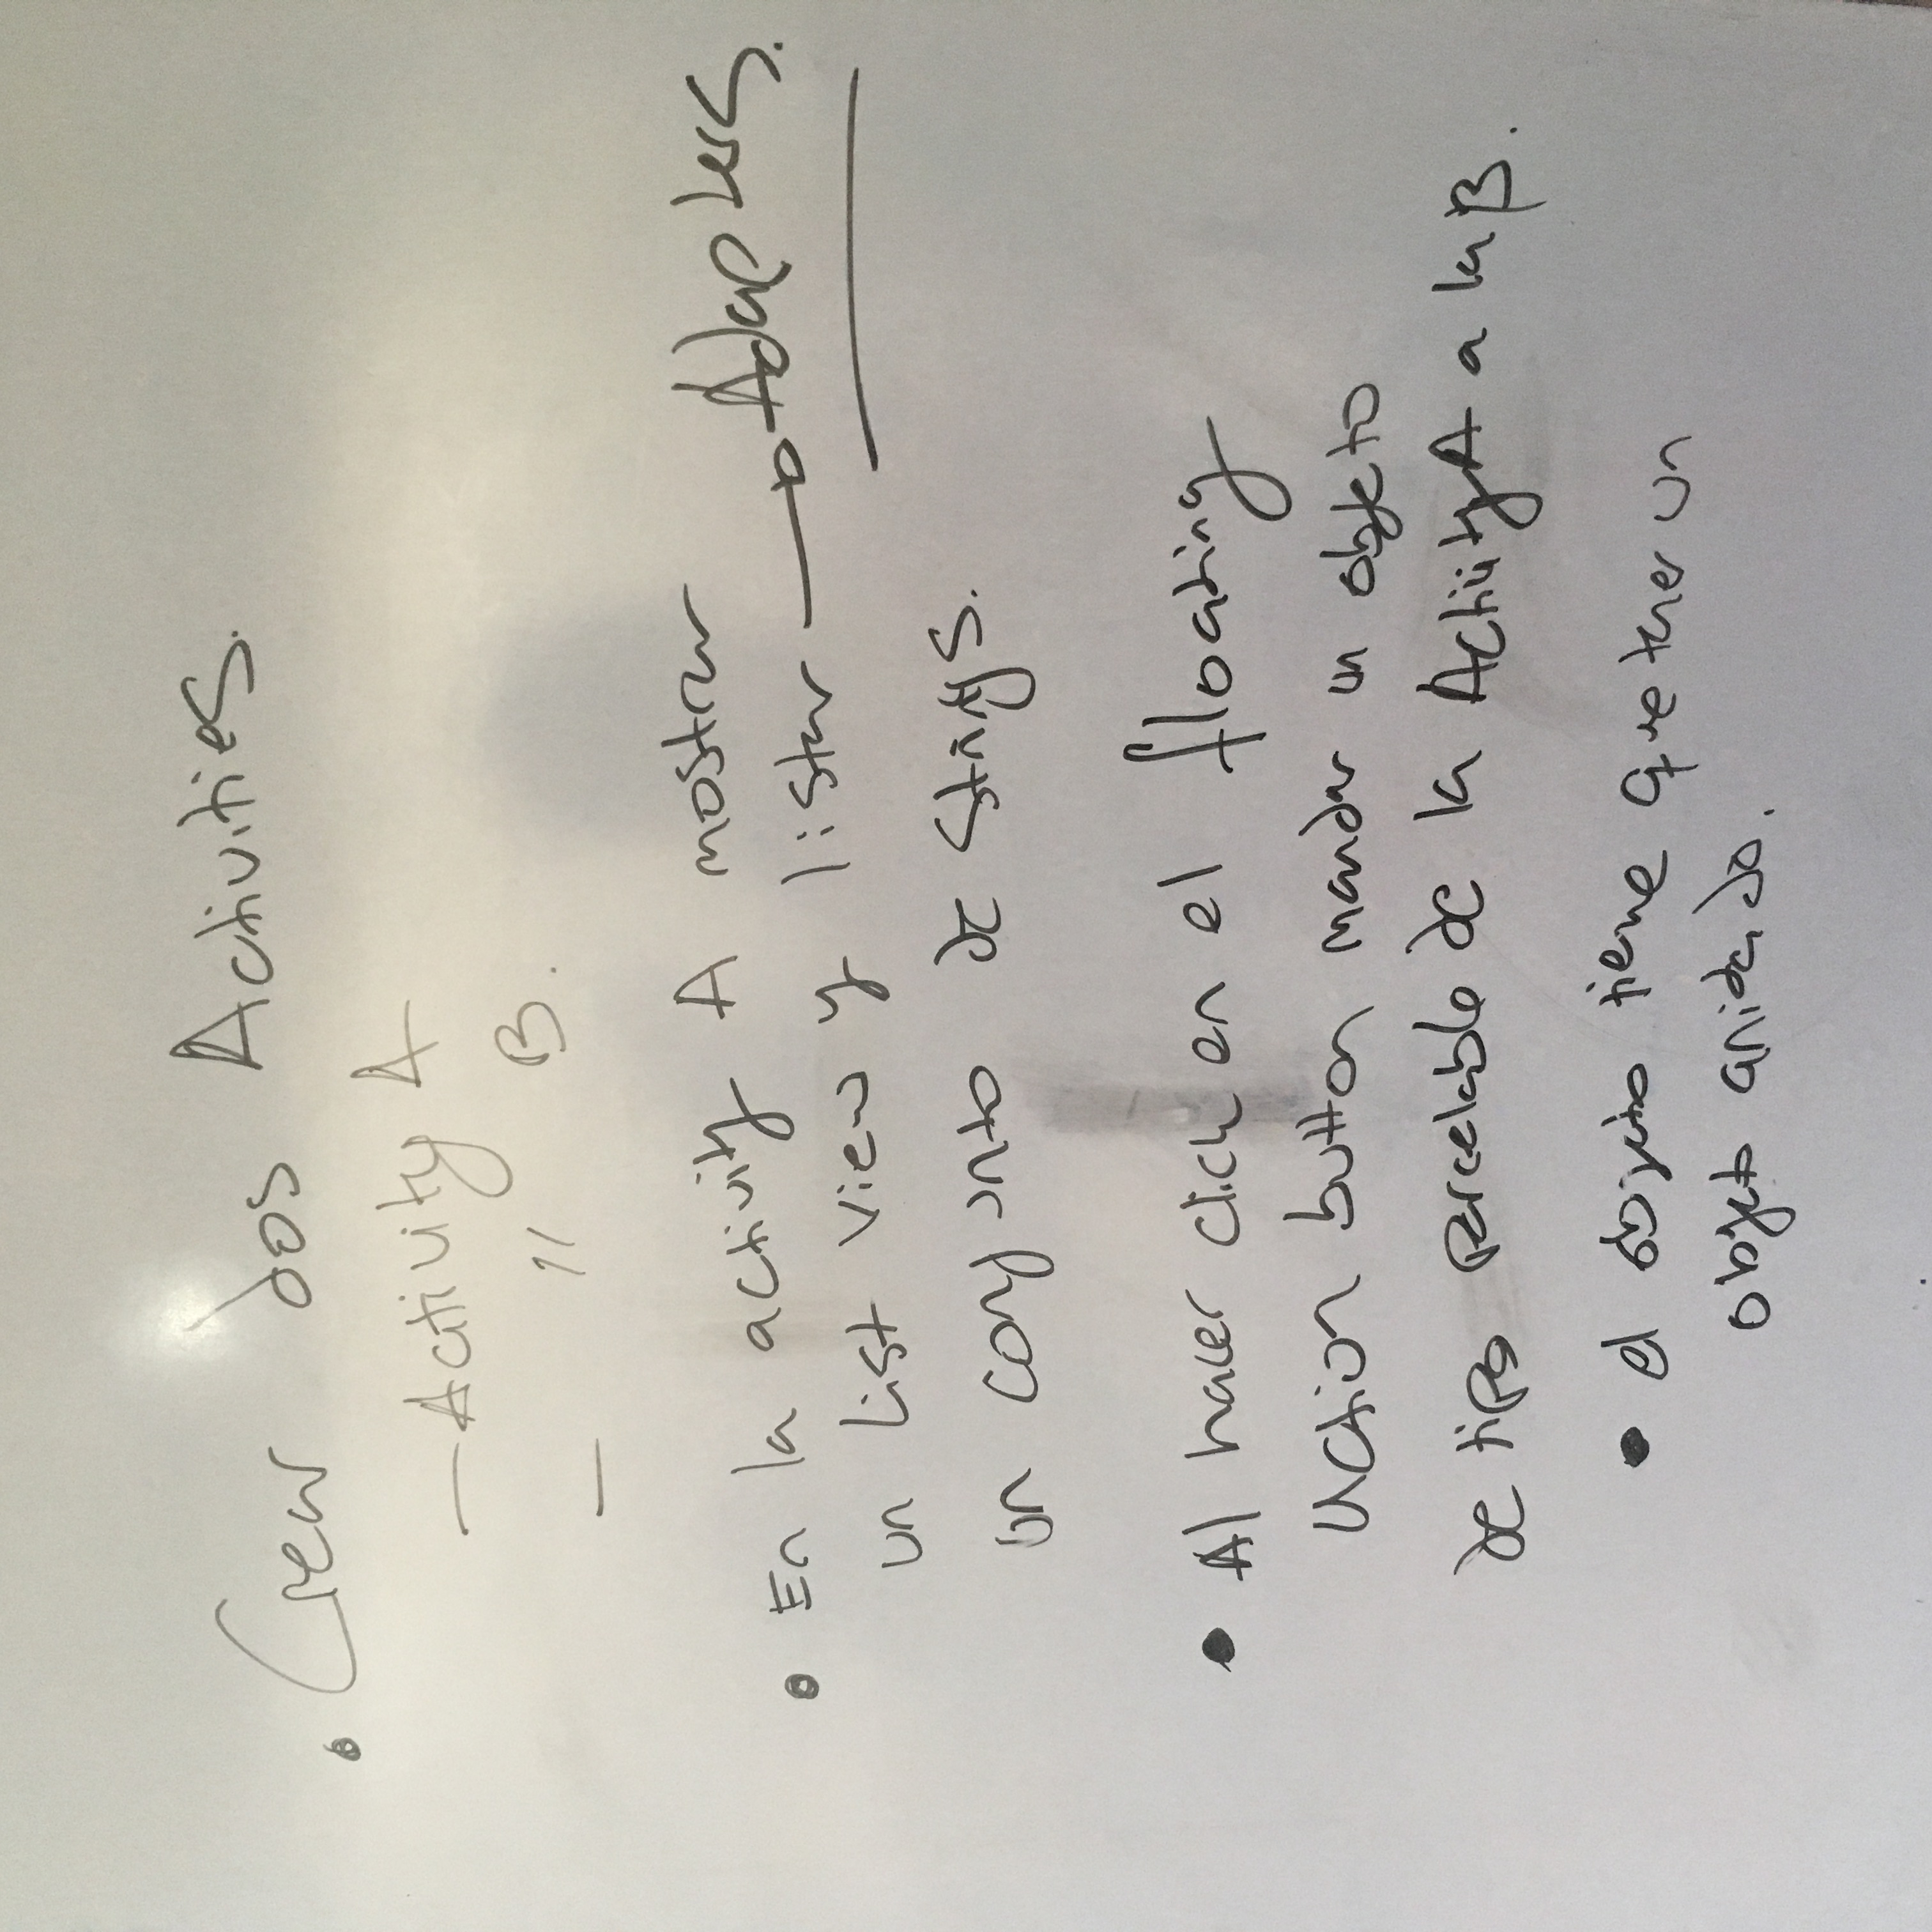 • Crear dos Activities.
— Activity A
— " B.
• En la activity A mostrar
un List View y listar → Adapters.
un conjunto de Strings.
• Al hacer click en el floating
action button mandar un objeto
de tipo parcelable de la Activity A a la B.
• el objeto tiene que tener un
objeto anidado.